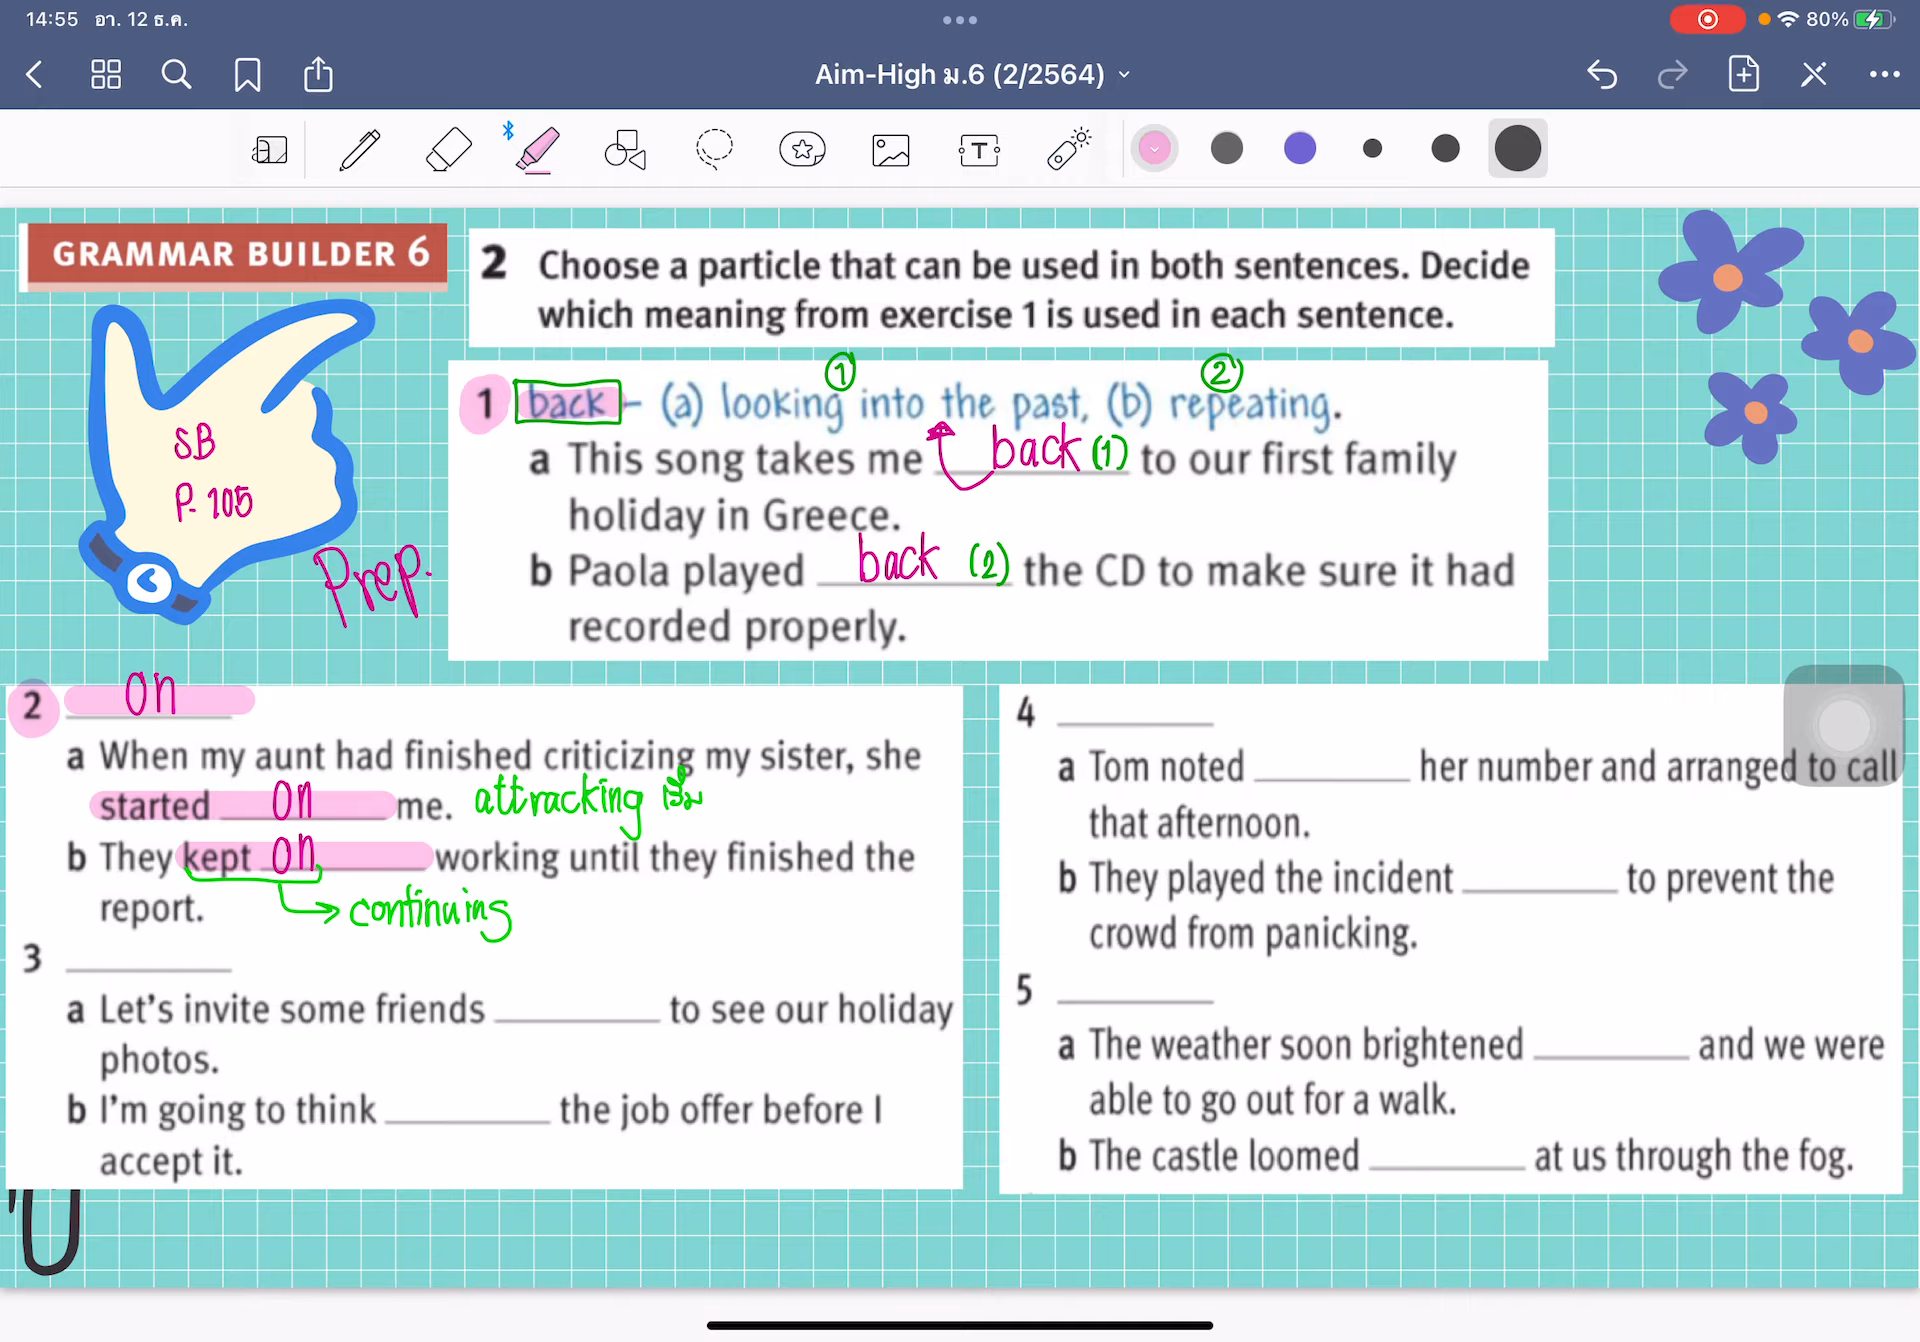 14:55 อา. 12 ธ.ค.
80%
Aim-High ม.6 (2/2564)
GRAMMAR BUILDER 6
2 Choose a particle that can be used in both sentences. Decide
which meaning from exercise 1 is used in each sentence.
SB
P. 105
Prep.
1 2
1 back – (a) looking into the past, (b) repeating.
a This song takes me back (1) to our first family
holiday in Greece.
b Paola played back (2) the CD to make sure it had
recorded properly.
2 on
a When my aunt had finished criticizing my sister, she
started on me. attracking
b They kept on working until they finished the
report. continuing
3
a Let's invite some friends to see our holiday
photos.
b I'm going to think the job offer before I
accept it.
4
a Tom noted her number and arranged to call
that afternoon.
b They played the incident to prevent the
crowd from panicking.
5
a The weather soon brightened and we were
able to go out for a walk.
b The castle loomed at us through the fog.